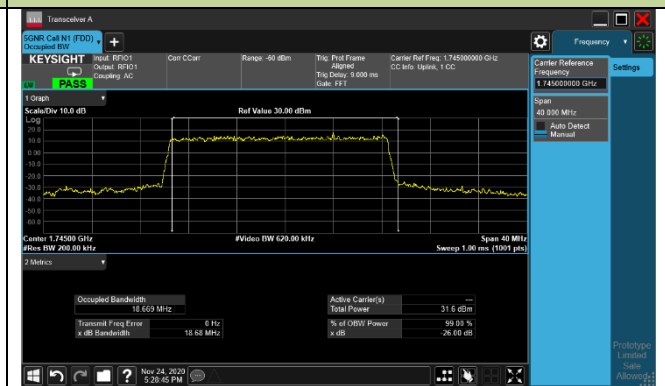 Transceiver A
5GNR Cell N1 (FDD)
Occupied BW
Frequency
KEYSIGHT
Input: RFIO1
Output: RFIO1
Coupling: AC
Corr CCorr
Range: -60 dBm
Trig: Prot Frame
Aligned
Trig Delay: 9.000 ms
Gate: FFT
Carrier Ref Freq: 1.745000000 GHz
CC Info: Uplink, 1 CC
PASS
Carrier Reference
Frequency
1.745000000 GHz
Settings
Span
40.000 MHz
Auto Detect
Manual
1 Graph
Scale/Div 10.0 dB
Ref Value 30.00 dBm
Log
20.0
10.0
0.00
-10.0
-20.0
-30.0
-40.0
-50.0
-60.0
Center 1.74500 GHz
#Video BW 620.00 kHz
Span 40 MHz
#Res BW 200.00 kHz
Sweep 1.00 ms (1001 pts)
2 Metrics
Occupied Bandwidth
18.669 MHz
Active Carrier(s)
---
Total Power
31.6 dBm
Transmit Freq Error
0 Hz
x dB Bandwidth
18.68 MHz
% of OBW Power
99.00 %
x dB
-26.00 dB
Nov 24, 2020
5:28:45 PM
Prototype
Limited
Sale
Allowed